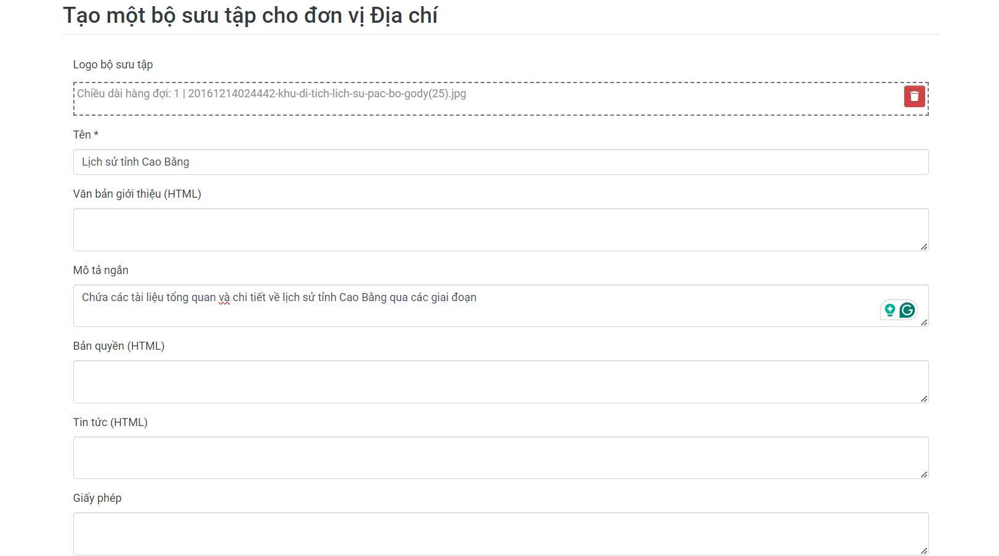 Tạo một bộ sưu tập cho đơn vị Địa chí
Logo bộ sưu tập
Chiều dài hàng đợi: 1 | 20161214024442-khu-di-tich-lich-su-pac-bo-gody(25).jpg
Tên *
Lịch sử tỉnh Cao Bằng
Văn bản giới thiệu (HTML)
Mô tả ngắn
Chứa các tài liệu tổng quan và chi tiết về lịch sử tỉnh Cao Bằng qua các giai đoạn
Bản quyền (HTML)
Tin tức (HTML)
Giấy phép